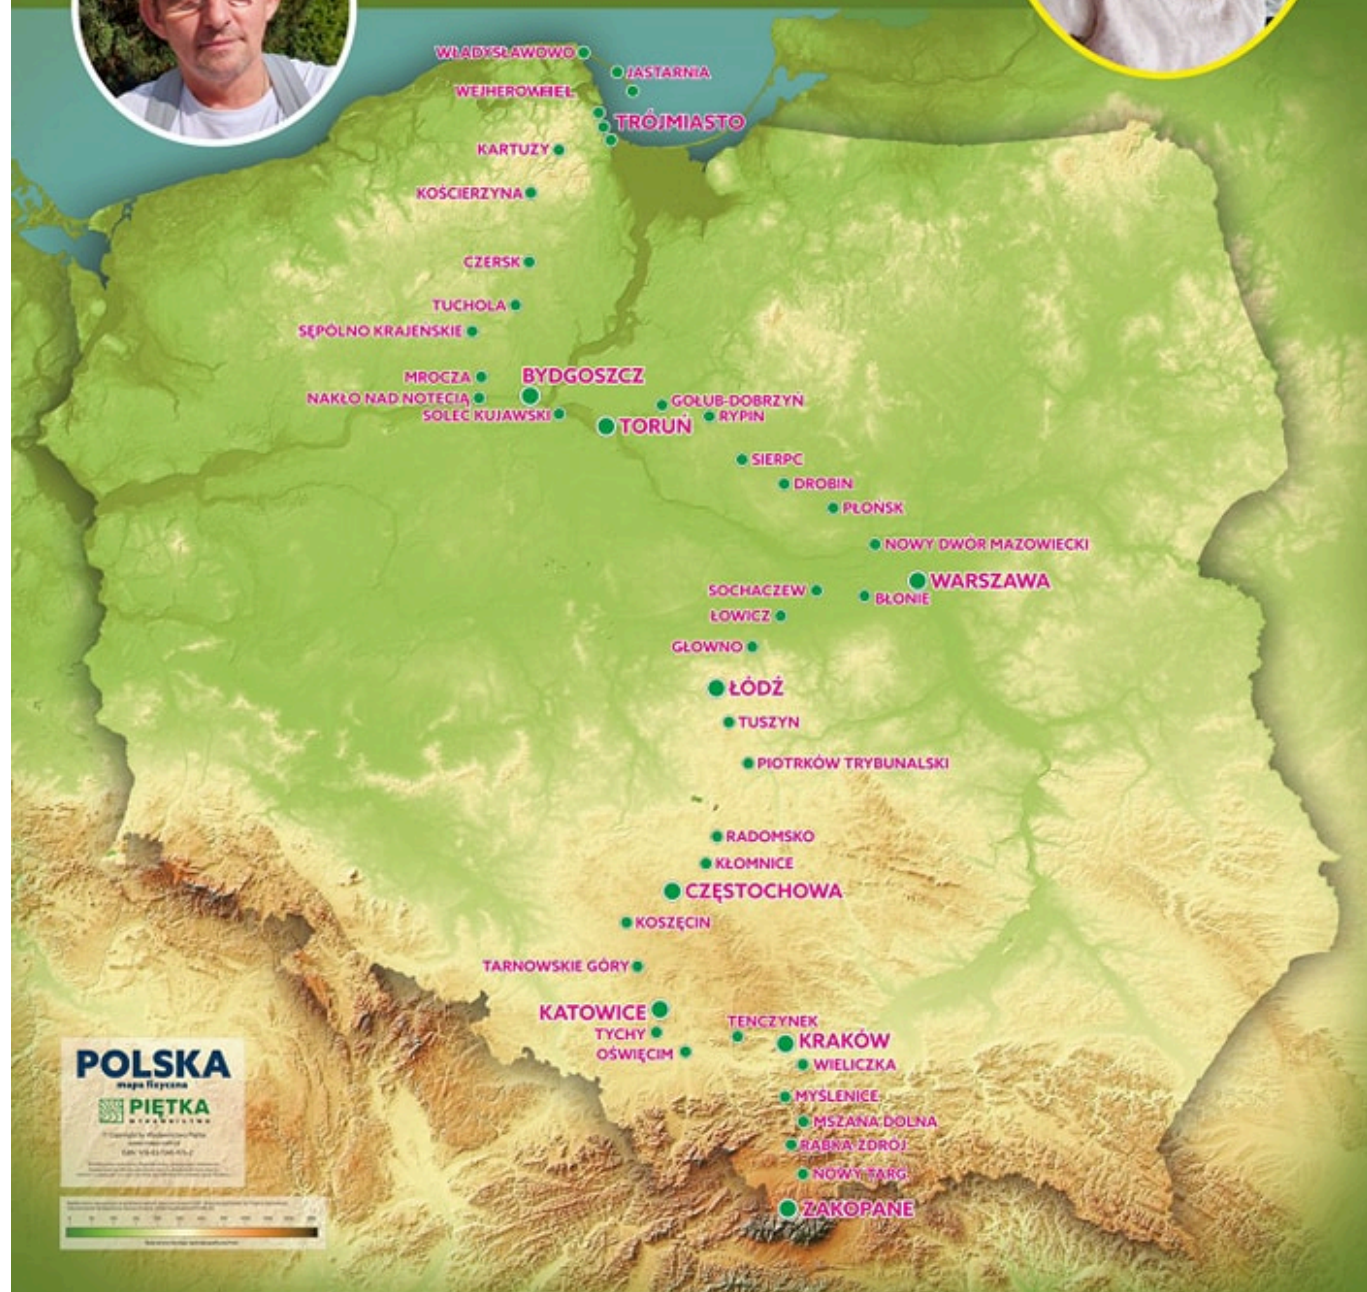 WŁADYSŁAWOWO
JASTARNIA
WEJHEROWO
HEL
TRÓJMIASTO
KARTUZY
KOŚCIERZYNA
CZERSK
TUCHOLA
SĘPÓLNO KRAJEŃSKIE
MROCZA
BYDGOSZCZ
NAKŁO NAD NOTECIĄ
GOŁUB-DOBRZYŃ
SOLEC KUJAWSKI
RYPIN
TORUŃ
SIERPC
DROBIN
PŁOŃSK
NOWY DWÓR MAZOWIECKI
WARSZAWA
SOCHACZEW
BŁONIE
ŁOWICZ
GŁOWNO
ŁÓDŹ
TUSZYN
PIOTRKÓW TRYBUNALSKI
RADOMSKO
KŁOMNICE
CZĘSTOCHOWA
KOSZĘCIN
TARNOWSKIE GÓRY
KATOWICE
TENCZYNEK
TYCHY
KRAKÓW
OŚWIĘCIM
WIELICZKA
MYŚLENICE
MSZANA DOLNA
RABKA ZDRÓJ
NOWY TARG
ZAKOPANE
POLSKA
mapa fizyczna
PIĘTKA
WYDAWNICTWO